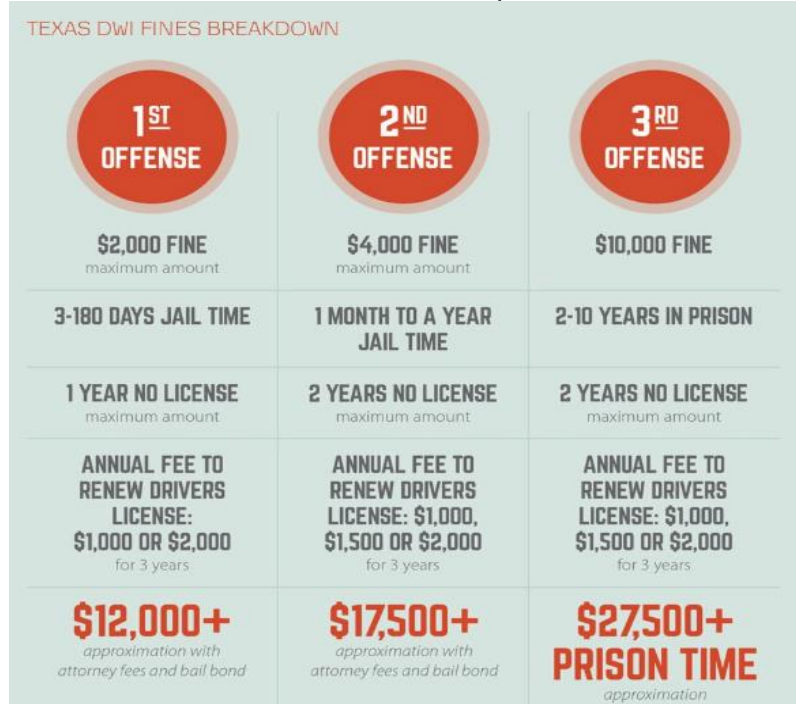 TEXAS DWI FINES BREAKDOWN
1ST
OFFENSE
$2,000 FINE
maximum amount
3-180 DAYS JAIL TIME
1 YEAR NO LICENSE
maximum amount
ANNUAL FEE TO
RENEW DRIVERS
LICENSE:
$1,000 OR $2,000
for 3 years
$12,000+
approximation with
attorney fees and bail bond
2ND
OFFENSE
$4,000 FINE
maximum amount
1 MONTH TO A YEAR
JAIL TIME
2 YEARS NO LICENSE
maximum amount
ANNUAL FEE TO
RENEW DRIVERS
LICENSE: $1,000,
$1,500 OR $2,000
for 3 years
$17,500+
approximation with
attorney fees and bail bond
3RD
OFFENSE
$10,000 FINE
2-10 YEARS IN PRISON
2 YEARS NO LICENSE
maximum amount
ANNUAL FEE TO
RENEW DRIVERS
LICENSE: $1,000,
$1,500 OR $2,000
for 3 years
$27,500+
PRISON TIME
approximation